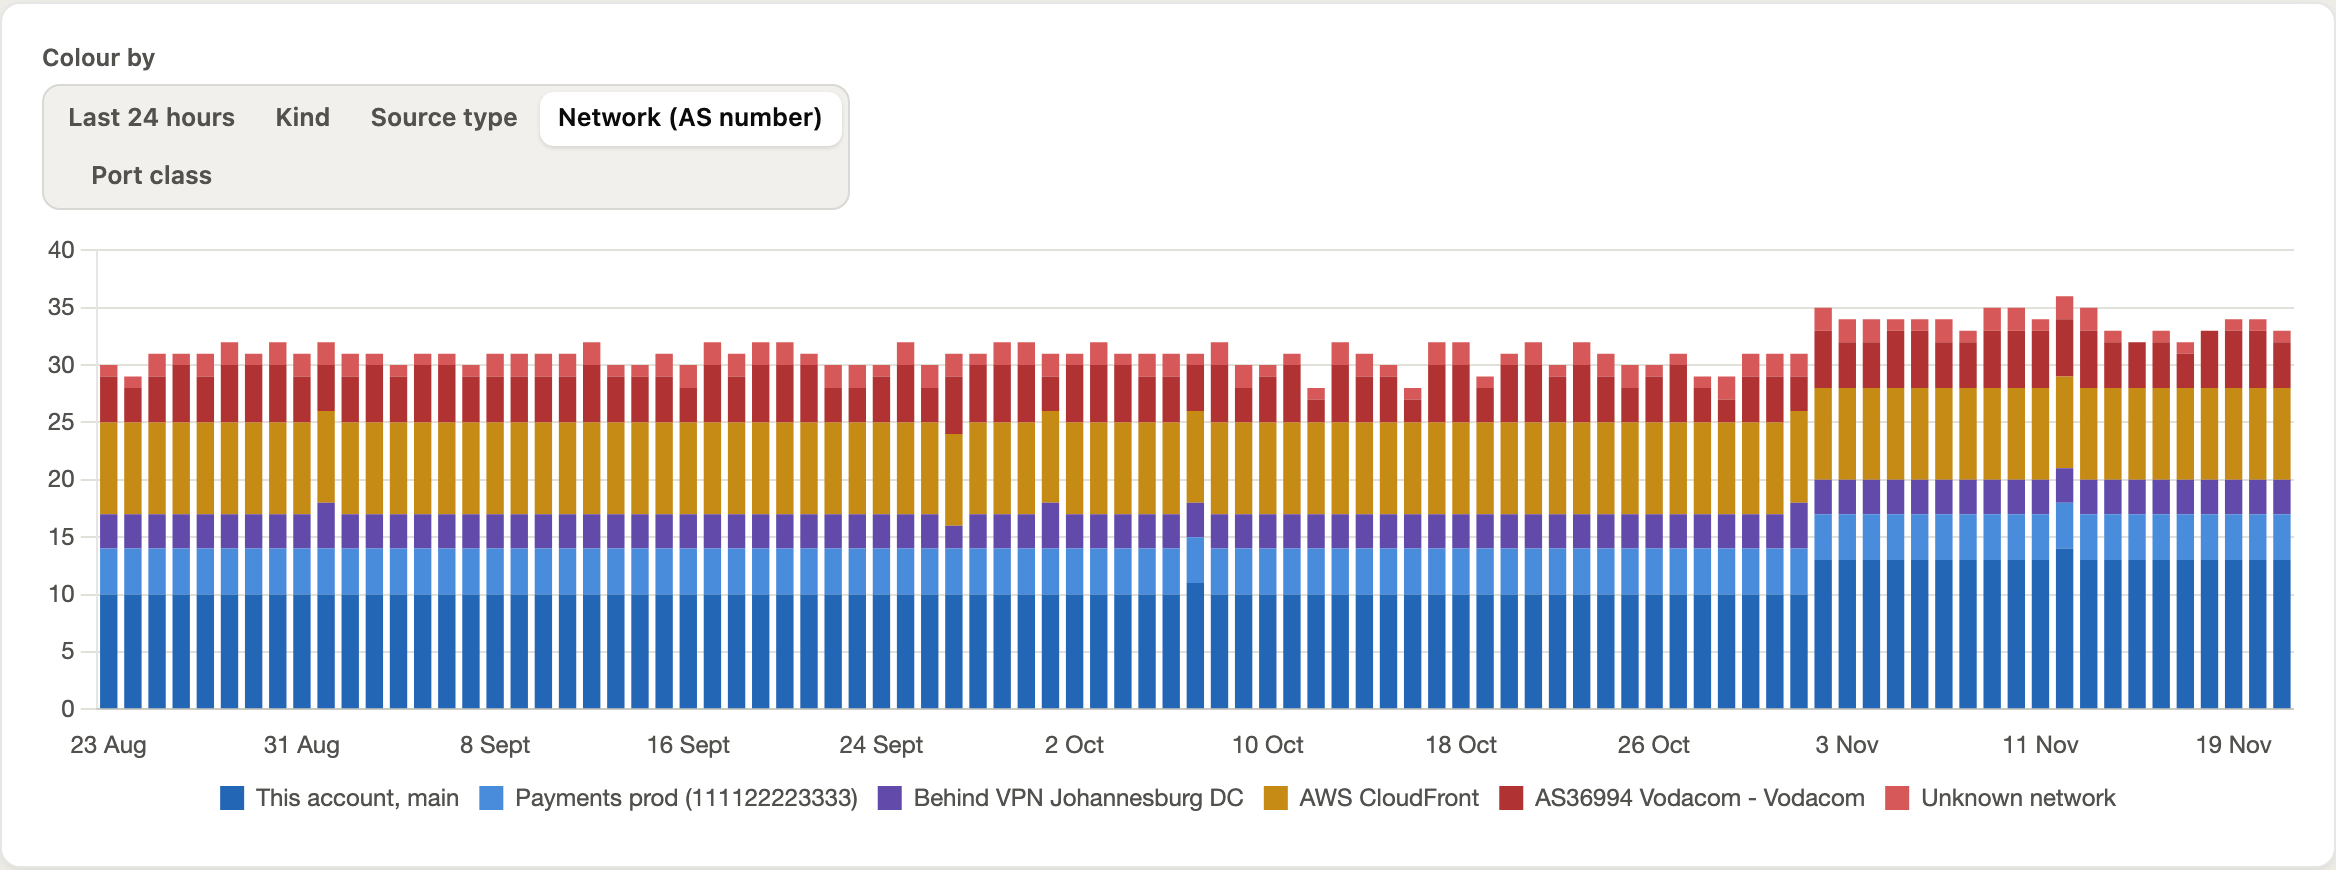 Colour by
Last 24 hours Kind Source type Network (AS number)
Port class
40
35
30
25
20
15
10
5
0
23 Aug 31 Aug 8 Sept 16 Sept 24 Sept 2 Oct 10 Oct 18 Oct 26 Oct 3 Nov 11 Nov 19 Nov
This account, main Payments prod (111122223333) Behind VPN Johannesburg DC AWS CloudFront AS36994 Vodacom - Vodacom Unknown network